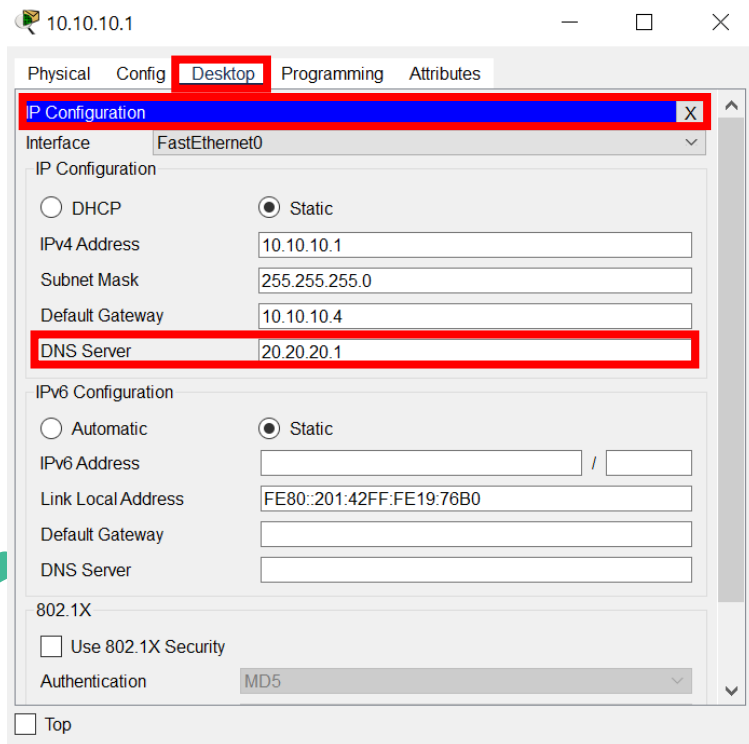 10.10.10.1
Physical Config Desktop Programming Attributes
IP Configuration X
Interface FastEthernet0
IP Configuration
DHCP Static
IPv4 Address 10.10.10.1
Subnet Mask 255.255.255.0
Default Gateway 10.10.10.4
DNS Server 20.20.20.1
IPv6 Configuration
Automatic Static
IPv6 Address /
Link Local Address FE80::201:42FF:FE19:76B0
Default Gateway
DNS Server
802.1X
Use 802.1X Security
Authentication MD5
Top